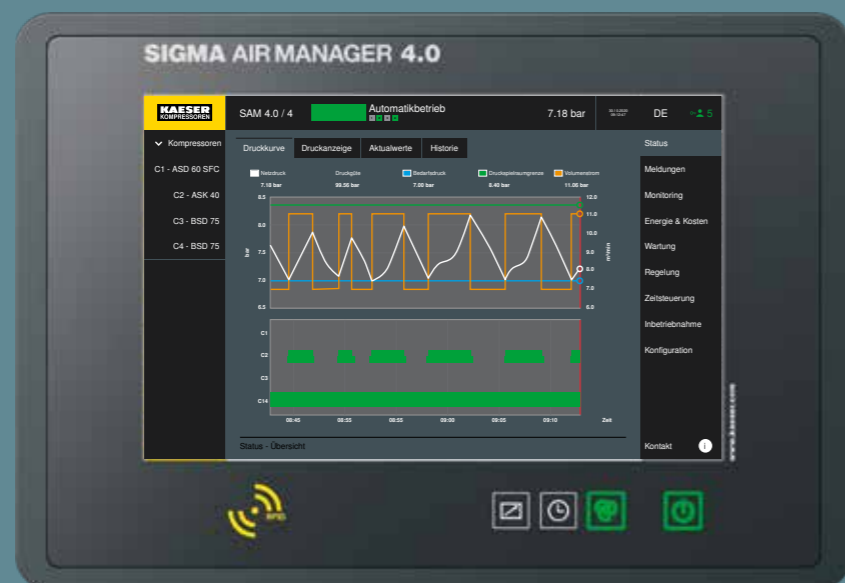 SIGMA AIR MANAGER 4.0
KAESER
KOMPRESSOREN
SAM 4.0 / 4
Automatikbetrieb
7.18 bar
DE
5
Kompressoren
C1 - ASD 60 SFC
C2 - ASK 40
C3 - BSD 75
C4 - BSD 75
Druckkurve
Druckanzeige
Aktualwerte
Historie
Netzdruck
Druckgüte
Bedarfsdruck
Druckspielraumgrenze
Volumenstrom
7.18 bar
99.56 bar
7.00 bar
8.40 bar
11.06 bar
8.5
8.0
7.5
7.0
6.5
bar
12.0
11.0
10.0
9.0
8.0
7.0
6.0
m³/min
C1
C2
C3
C14
08:45
08:55
08:55
09:00
09:05
09:10
Zeit
Status - Übersicht
Status
Meldungen
Monitoring
Energie & Kosten
Wartung
Regelung
Zeitsteuerung
Inbetriebnahme
Konfiguration
Kontakt
i
www.kaeser.com
RFID